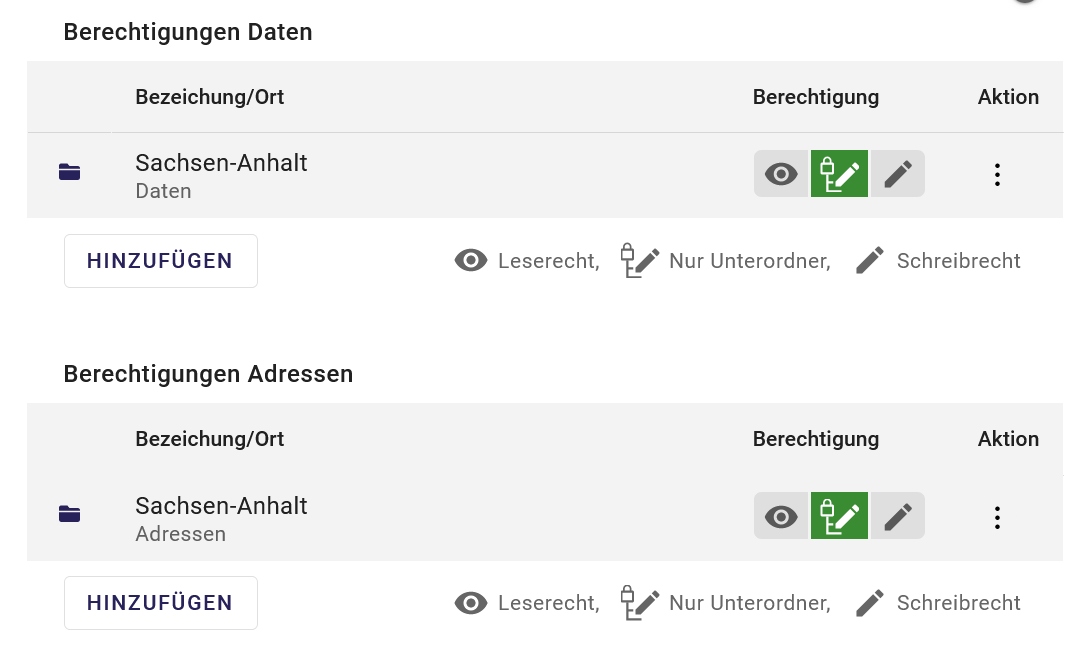 Berechtigungen Daten
Bezeichung/Ort Berechtigung Aktion
Sachsen-Anhalt
Daten
HINZUFÜGEN Leserecht, Nur Unterordner, Schreibrecht
Berechtigungen Adressen
Bezeichung/Ort Berechtigung Aktion
Sachsen-Anhalt
Adressen
HINZUFÜGEN Leserecht, Nur Unterordner, Schreibrecht